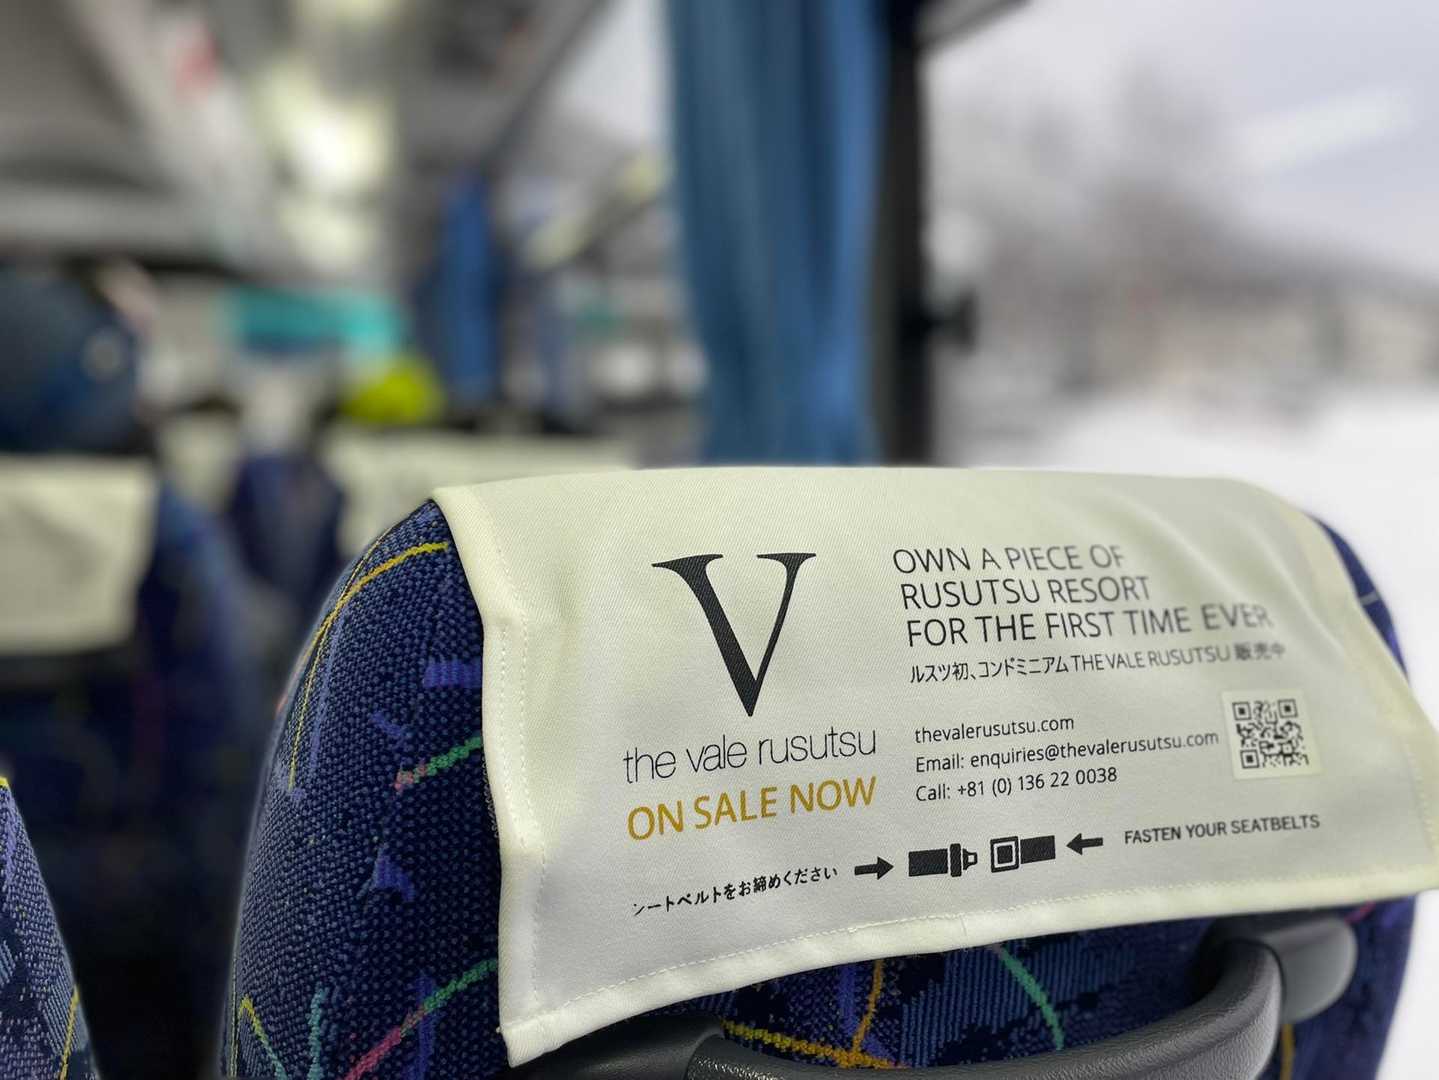 V
the vale rusutsu
ON SALE NOW
OWN A PIECE OF
RUSUTSU RESORT
FOR THE FIRST TIME EVER
ルスツ初、コンドミニアム THE VALE RUSUTSU 販売中
thevalerusutsu.com
Email: enquiries@thevalerusutsu.com
Call: +81 (0) 136 22 0038
シートベルトをお締めください
FASTEN YOUR SEATBELTS